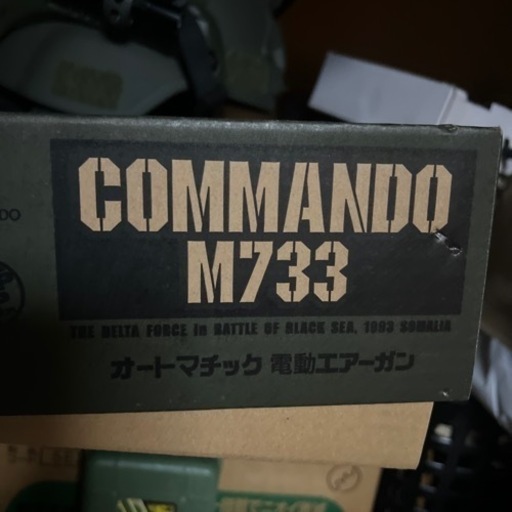 COMMANDO
M733
THE DELTA FORCE in BATTLE OF BLACK SEA, 1993 SOMALIA
オートマチック 電動エアーガン
DO